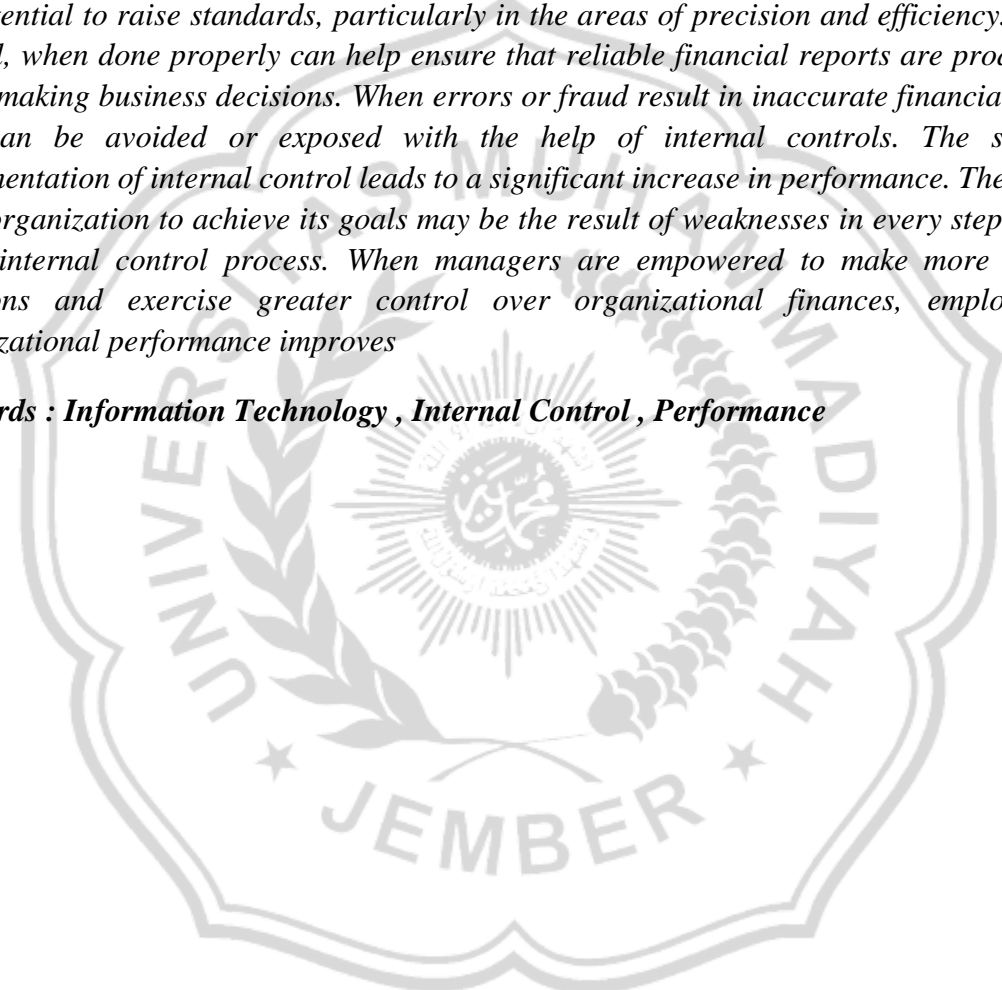 tential to raise standards, particularly in the areas of precision and efficiency.
l, when done properly can help ensure that reliable financial reports are prod
making business decisions. When errors or fraud result in inaccurate financial
an be avoided or exposed with the help of internal controls. The s
mentation of internal control leads to a significant increase in performance. The
organization to achieve its goals may be the result of weaknesses in every step
internal control process. When managers are empowered to make more
ons and exercise greater control over organizational finances, emplo
zational performance improves
rds : Information Technology , Internal Control , Performance
UNIVERSITAS MUHAMMADIYAH
JEMBER